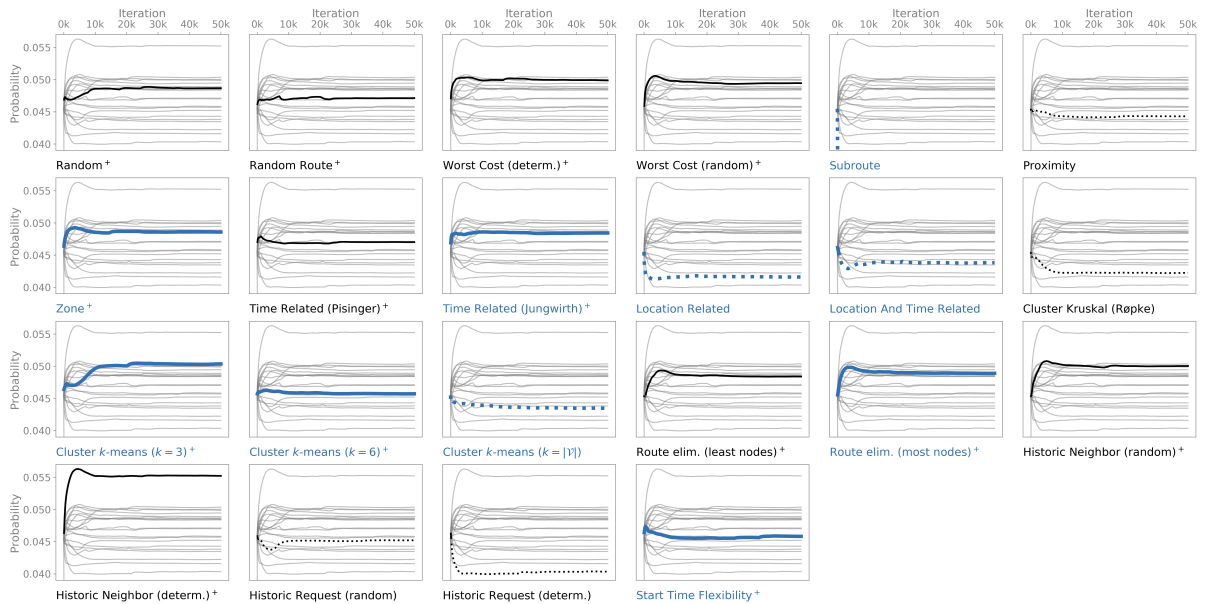 Iteration Iteration Iteration Iteration Iteration Iteration
0k 10k 20k 30k 40k 50k 0k 10k 20k 30k 40k 50k 0k 10k 20k 30k 40k 50k 0k 10k 20k 30k 40k 50k 0k 10k 20k 30k 40k 50k 0k 10k 20k 30k 40k 50k
Probability
0.055
0.050
0.045
0.040
Random⁺ Random Route⁺ Worst Cost (determ.)⁺ Worst Cost (random)⁺ Subroute Proximity
Probability
0.050
0.055
0.045
0.040
Zone⁺ Time Related (Pisinger)⁺ Time Related (Jungwirth)⁺ Location Related Location And Time Related Cluster Kruskal (Røpke)
Probability
0.055
0.050
0.045
0.040
Cluster k-means (k = 3)⁺ Cluster k-means (k = 6)⁺ Cluster k-means (k = |𝒱|) Route elim. (least nodes)⁺ Route elim. (most nodes)⁺ Historic Neighbor (random)⁺
Probability
0.055
0.050
0.045
0.040
Historic Neighbor (determ.)⁺ Historic Request (random) Historic Request (determ.) Start Time Flexibility⁺